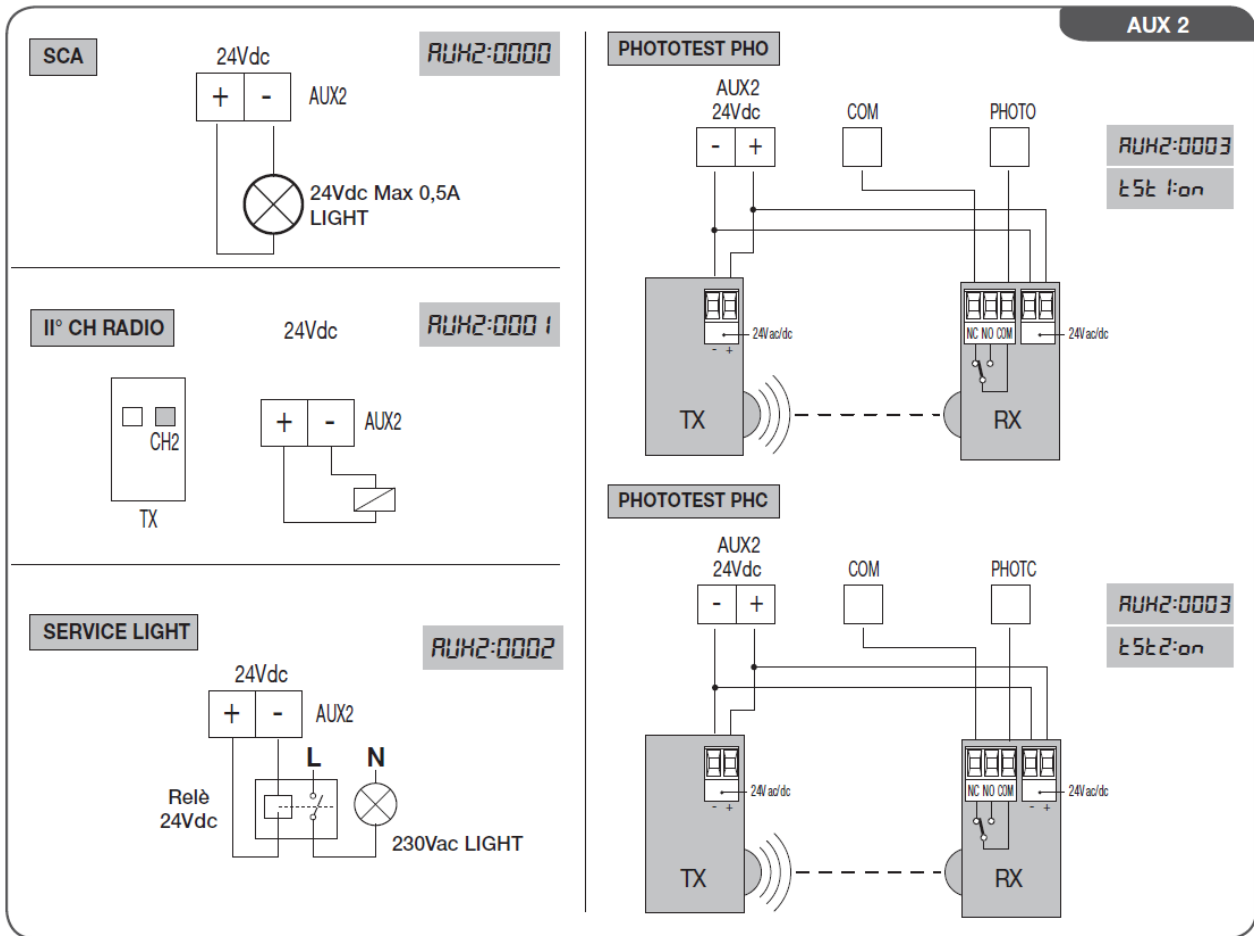 AUX 2
SCA
24Vdc
AUX2:0000
+ - AUX2
24Vdc Max 0,5A
LIGHT
II° CH RADIO
24Vdc
AUX2:0001
CH2
TX
+ - AUX2
SERVICE LIGHT
AUX2:0002
24Vdc
+ - AUX2
L N
Relè
24Vdc
230Vac LIGHT
PHOTOTEST PHO
AUX2
24Vdc
COM
PHOTO
- +
AUX2:0003
tSt1:on
24Vac/dc
- +
TX
NC NO COM
24Vac/dc
RX
PHOTOTEST PHC
AUX2
24Vdc
COM
PHOTC
- +
AUX2:0003
tSt2:on
24Vac/dc
- +
TX
NC NO COM
24Vac/dc
- +
RX